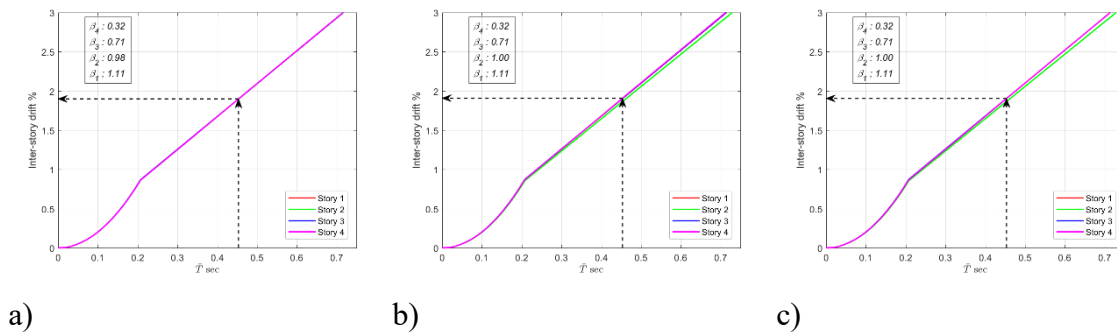 3
2.5
2
1.5
1
0.5
0
Inter-story drift %
β4 : 0.32
β3 : 0.71
β2 : 0.98
β1 : 1.11
Story 1
Story 2
Story 3
Story 4
0 0.1 0.2 0.3 0.4 0.5 0.6 0.7
T̄ sec
a)
3
2.5
2
1.5
1
0.5
0
Inter-story drift %
β4 : 0.32
β3 : 0.71
β2 : 1.00
β1 : 1.11
Story 1
Story 2
Story 3
Story 4
0 0.1 0.2 0.3 0.4 0.5 0.6 0.7
T̄ sec
b)
3
2.5
2
1.5
1
0.5
0
Inter-story drift %
β4 : 0.32
β3 : 0.71
β2 : 1.00
β1 : 1.11
Story 1
Story 2
Story 3
Story 4
0 0.1 0.2 0.3 0.4 0.5 0.6 0.7
T̄ sec
c)